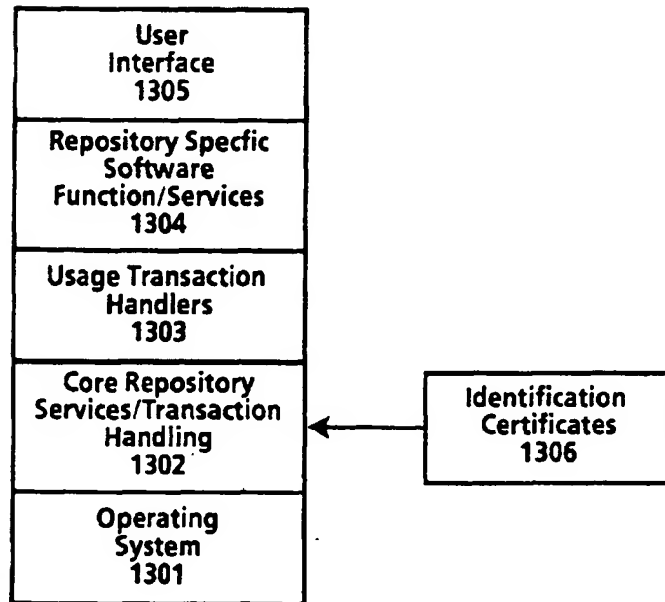 User
Interface
1305
Repository Specfic
Software
Function/Services
1304
Usage Transaction
Handlers
1303
Core Repository
Services/Transaction
Handling
1302
Identification
Certificates
1306
Operating
System
1301